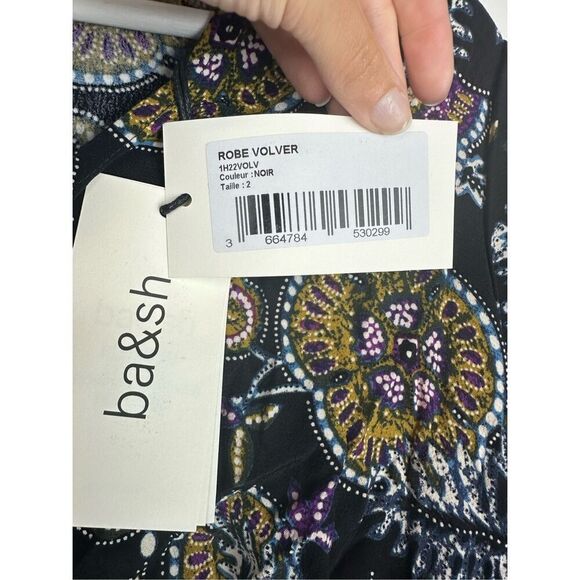 ROBE VOLVER
1H22VOLV
Couleur : NOIR
Taille : 2
3 664784 530299
ba&sh